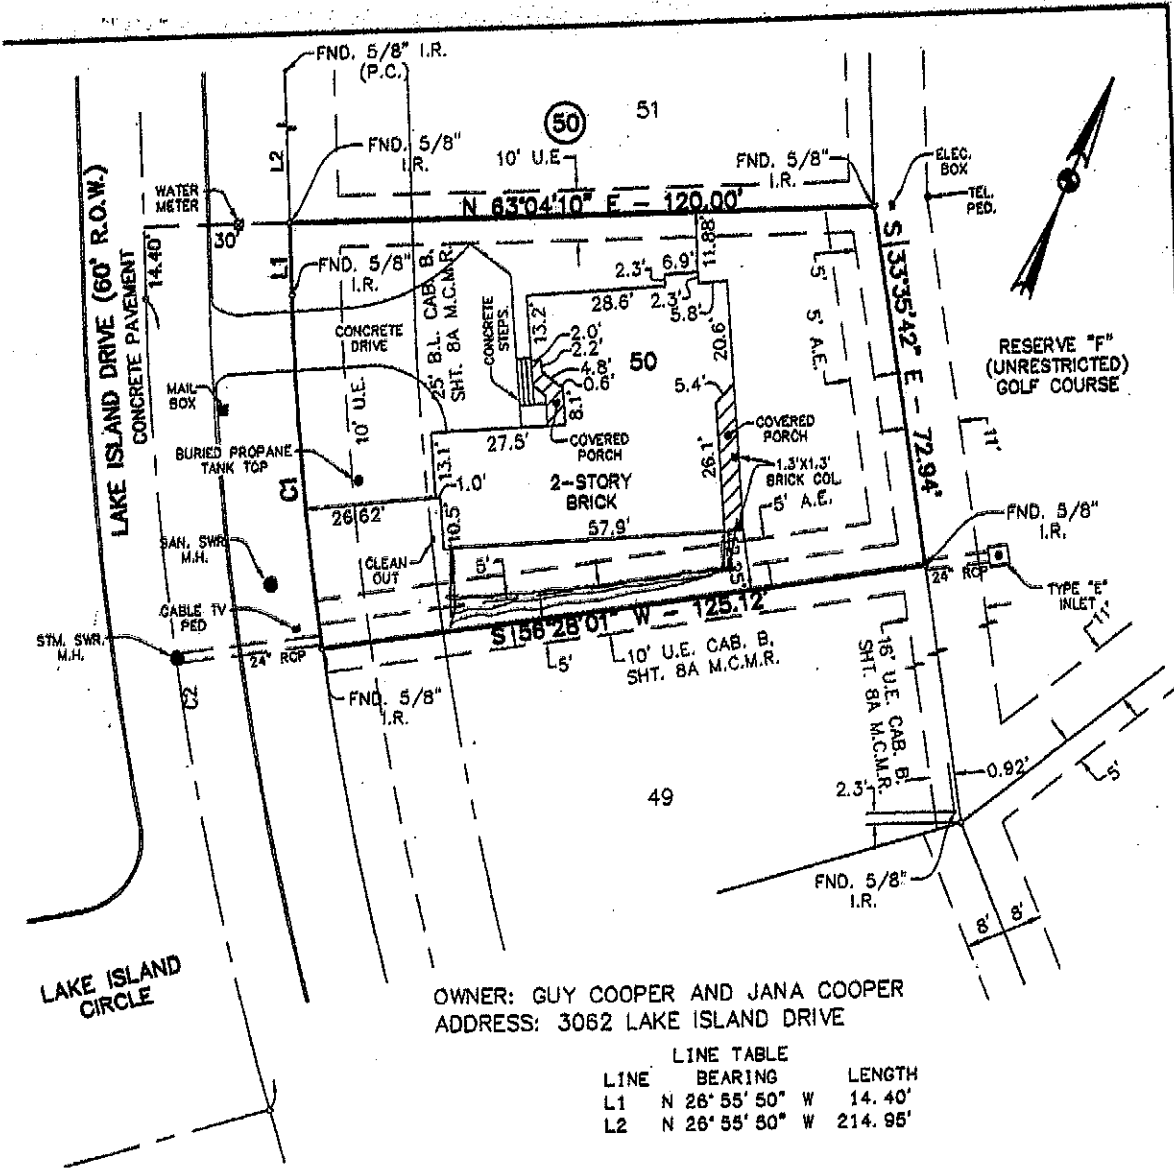 FND. 5/8" I.R.
(P.C.)
50
51
FND. 5/8"
I.R.
L2
10' U.E
FND. 5/8"
I.R.
ELEC.
BOX
TEL.
PED.
WATER
METER
N 63°04'10" E - 120.00'
30'
14.40'
L1
FND. 5/8"
I.R.
LAKE ISLAND DRIVE (60' R.O.W.)
CONCRETE PAVEMENT
11.88'
6.9'
2.3'
2.3'
5.8'
28.6'
13.2'
20.6'
5'
5' A.E.
S 33°35'42" E - 72.94'
CONCRETE
DRIVE
25' B.L. CAB. B,
SHT. 8A M.C.M.R.
CONCRETE
STEPS
2.0'
2.2'
4.8'
0.6'
8.1'
50
5.4'
RESERVE "F"
(UNRESTRICTED)
GOLF COURSE
MAIL
BOX
10' U.E.
27.5'
COVERED
PORCH
COVERED
PORCH
11'
BURIED PROPANE
TANK TOP
13.1'
1.0'
2-STORY
BRICK
26.1'
1.3'X1.3'
BRICK COL.
C1
26.62'
10.5'
57.9'
5' A.E.
FND. 5/8"
I.R.
SAN. SWR.
M.H.
CLEAN
OUT
24" RCP
TYPE "E"
INLET
CABLE TV
PED
STM. SWR.
M.H.
24" RCP
S 56°28'01" W - 125.12'
5'
10' U.E. CAB. B,
SHT. 8A M.C.M.R.
11'
C2
FND. 5/8"
I.R.
16' U.E. CAB. B,
SHT. 8A M.C.M.R.
0.92'
5'
2.3'
49
FND. 5/8"
I.R.
8'
8'
LAKE ISLAND
CIRCLE
OWNER: GUY COOPER AND JANA COOPER
ADDRESS: 3062 LAKE ISLAND DRIVE
LINE TABLE
LINE BEARING LENGTH
L1 N 26°55'50" W 14.40'
L2 N 26°55'50" W 214.95'